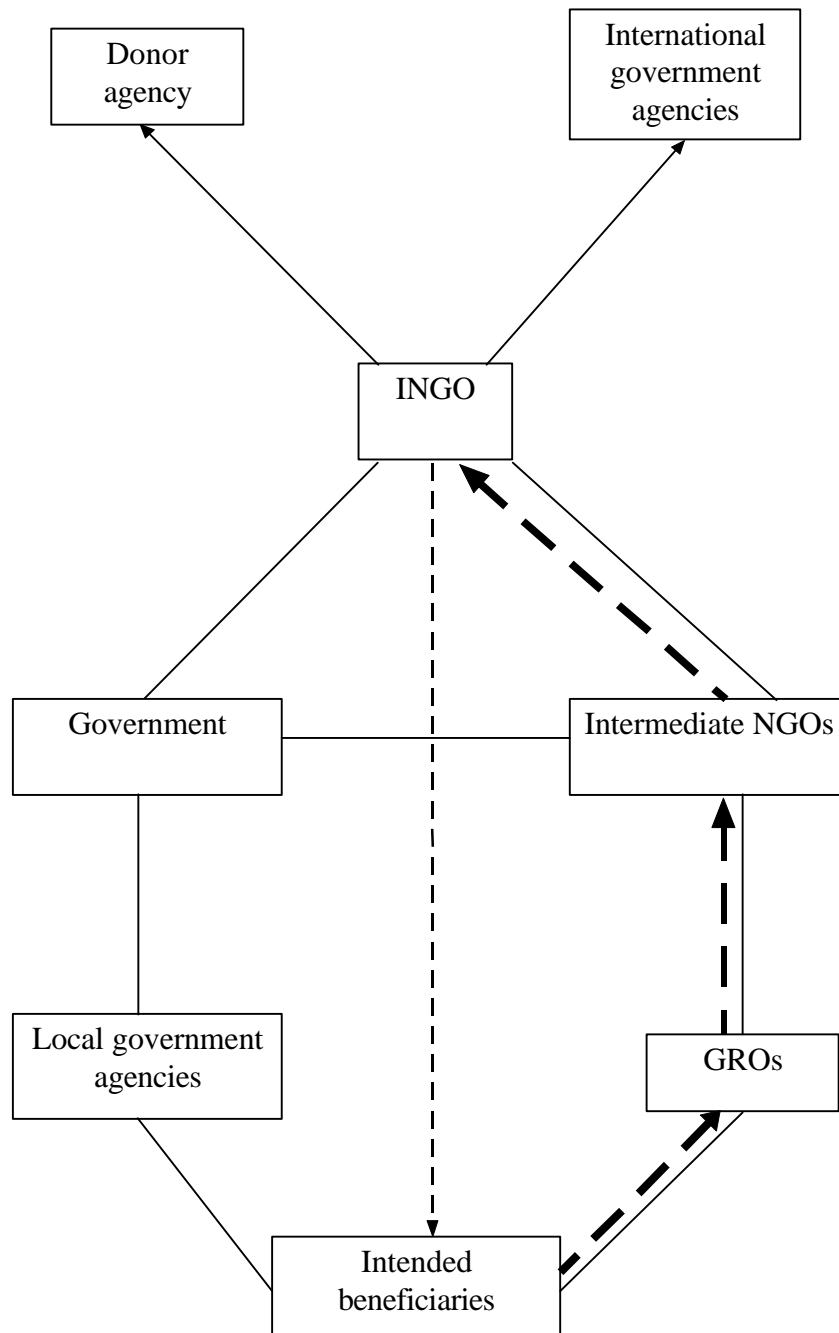 Donor
agency
International
government
agencies
INGO
Government
Intermediate NGOs
Local government
agencies
GROs
Intended
beneficiaries